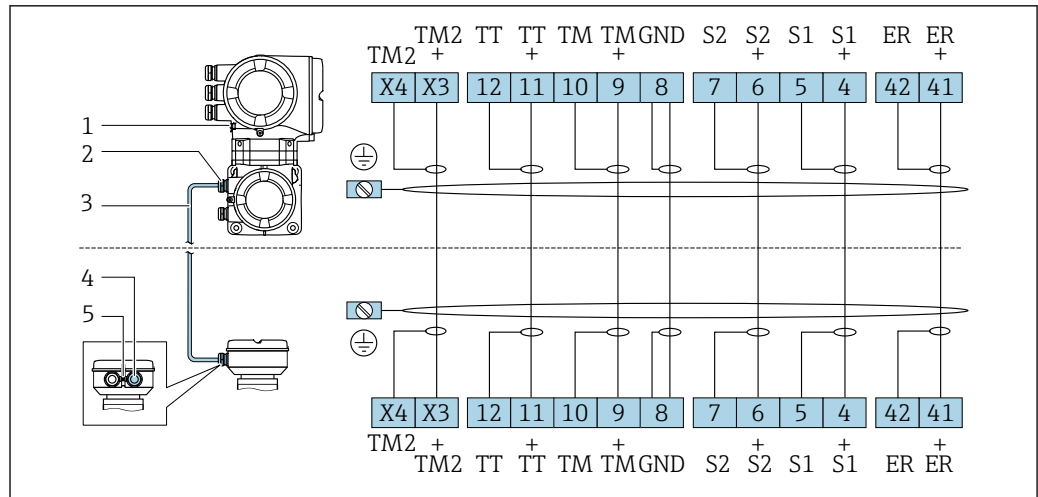 TM2 TM2 + TT TT + TM TM + GND S2 S2 + S1 S1 + ER ER +
X4 X3 12 11 10 9 8 7 6 5 4 42 41
1
2
3
4
5
X4 X3 12 11 10 9 8 7 6 5 4 42 41
TM2 + TM2 TT + TT TM + TM GND S2 + S2 S1 + S1 ER + ER